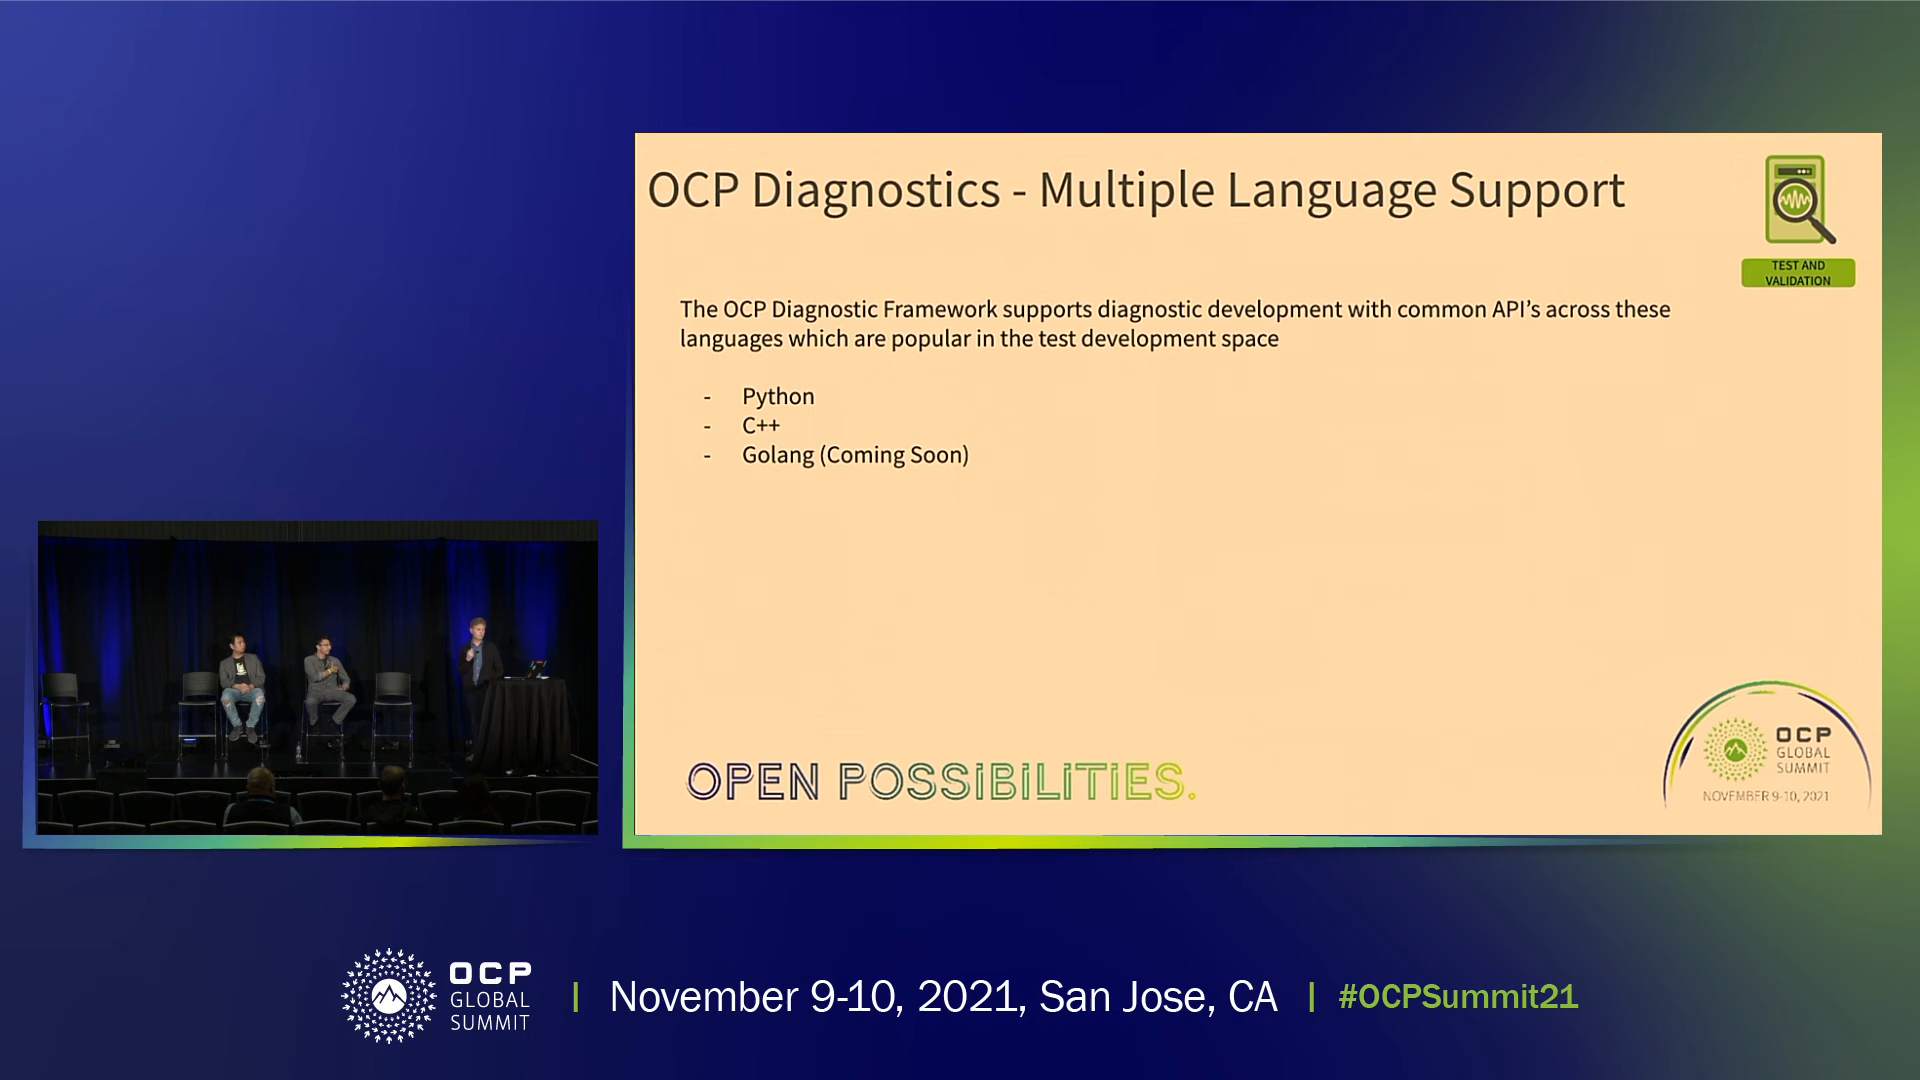 OCP Diagnostics - Multiple Language Support
TEST AND
VALIDATION
The OCP Diagnostic Framework supports diagnostic development with common API's across these
languages which are popular in the test development space
- Python
- C++
- Golang (Coming Soon)
OPEN POSSIBILITIES.
OCP
GLOBAL
SUMMIT
NOVEMBER 9-10, 2021
OCP
GLOBAL
SUMMIT
| November 9-10, 2021, San Jose, CA | #OCPSummit21